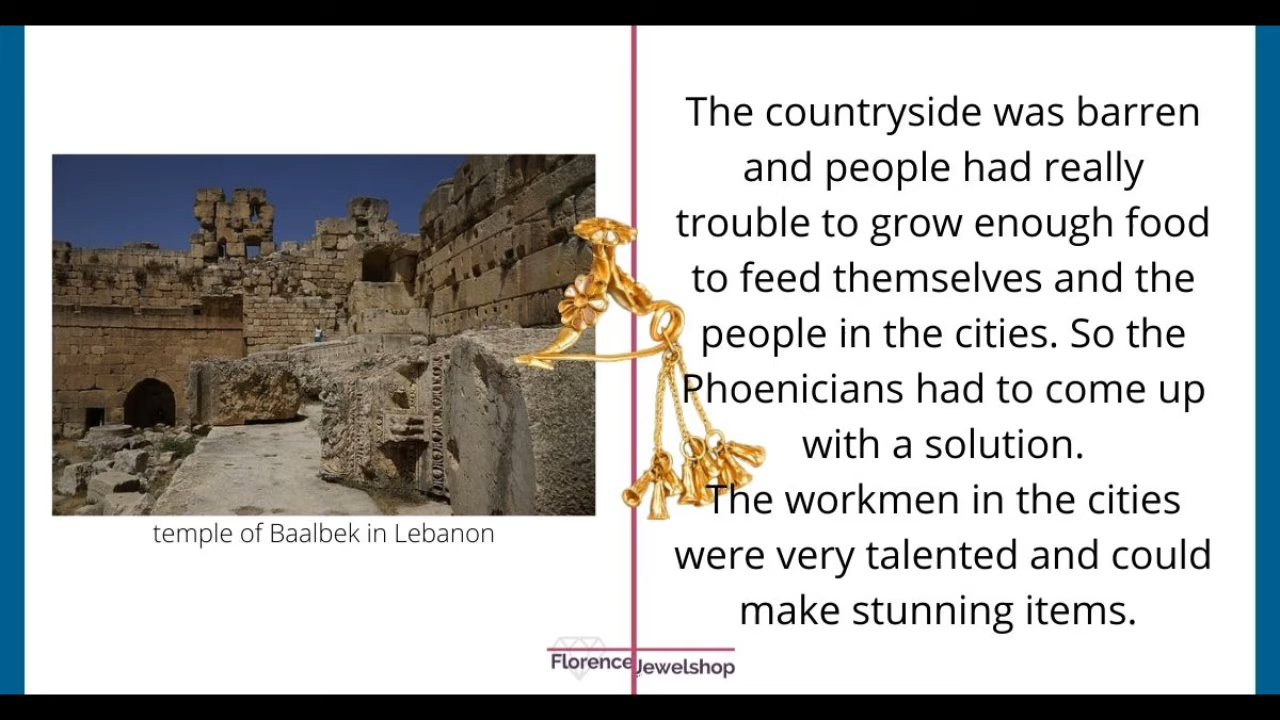 temple of Baalbek in Lebanon
The countryside was barren
and people had really
trouble to grow enough food
to feed themselves and the
people in the cities. So the
Phoenicians had to come up
with a solution.
The workmen in the cities
were very talented and could
make stunning items.
Florence Jewelshop